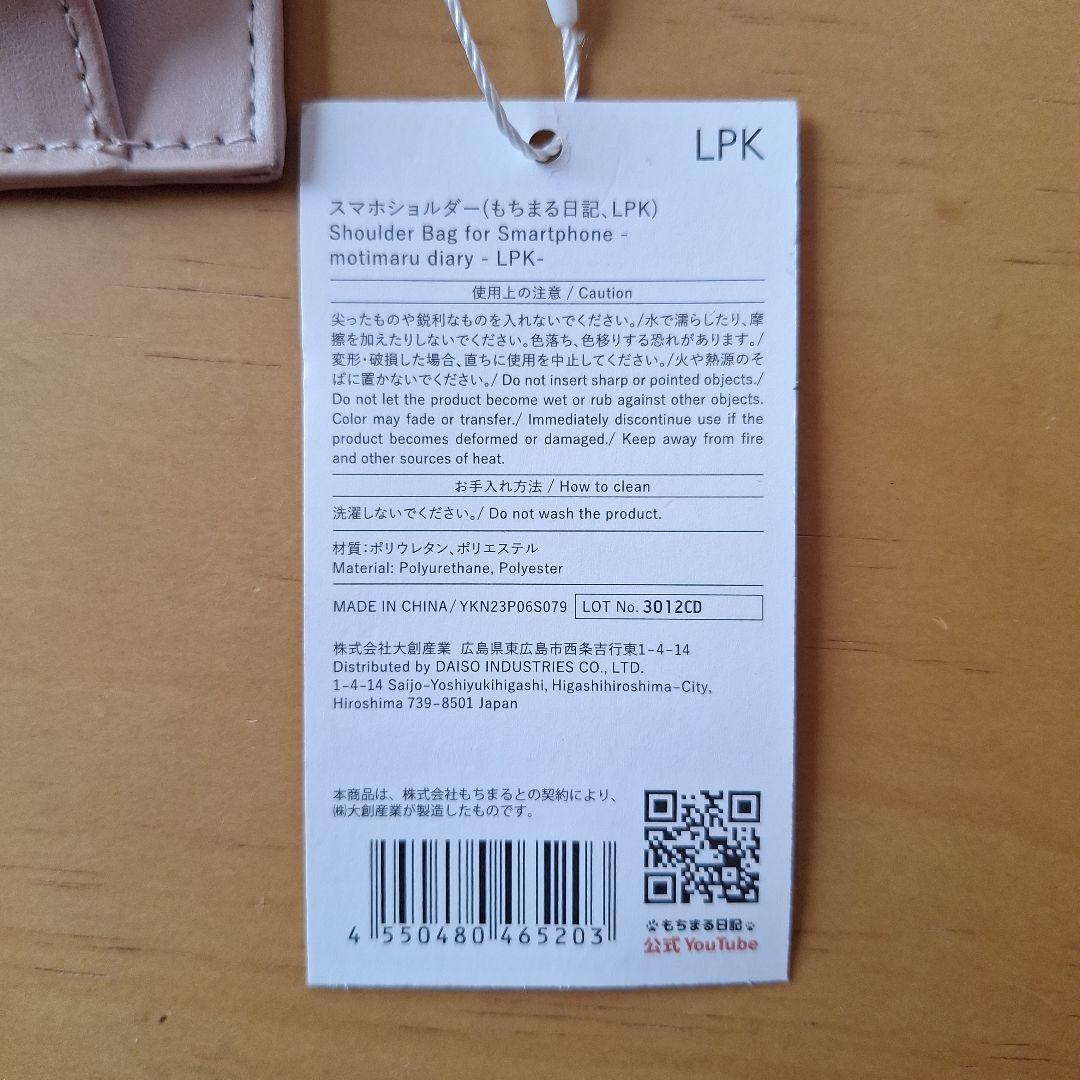 LPK
スマホショルダー(もちまる日記、LPK)
Shoulder Bag for Smartphone -
motimaru diary - LPK-
使用上の注意 / Caution
尖ったものや鋭利なものを入れないでください。/水で濡らしたり、摩
擦を加えたりしないでください。色落ち、色移りする恐れがあります。/
変形・破損した場合、直ちに使用を中止してください。/火や熱源のそ
ばに置かないでください。/ Do not insert sharp or pointed objects./
Do not let the product become wet or rub against other objects.
Color may fade or transfer./ Immediately discontinue use if the
product becomes deformed or damaged./ Keep away from fire
and other sources of heat.
お手入れ方法 / How to clean
洗濯しないでください。/ Do not wash the product.
材質:ポリウレタン、ポリエステル
Material: Polyurethane, Polyester
MADE IN CHINA/YKN23P06S079 LOT No. 3012CD
株式会社大創産業 広島県東広島市西条吉行東1-4-14
Distributed by DAISO INDUSTRIES CO., LTD.
1-4-14 Saijo-Yoshiyukihigashi, Higashihiroshima-City,
Hiroshima 739-8501 Japan
本商品は、株式会社もちまるとの契約により、
㈱大創産業が製造したものです。
4 550480 465203
もちまる日記
公式 YouTube